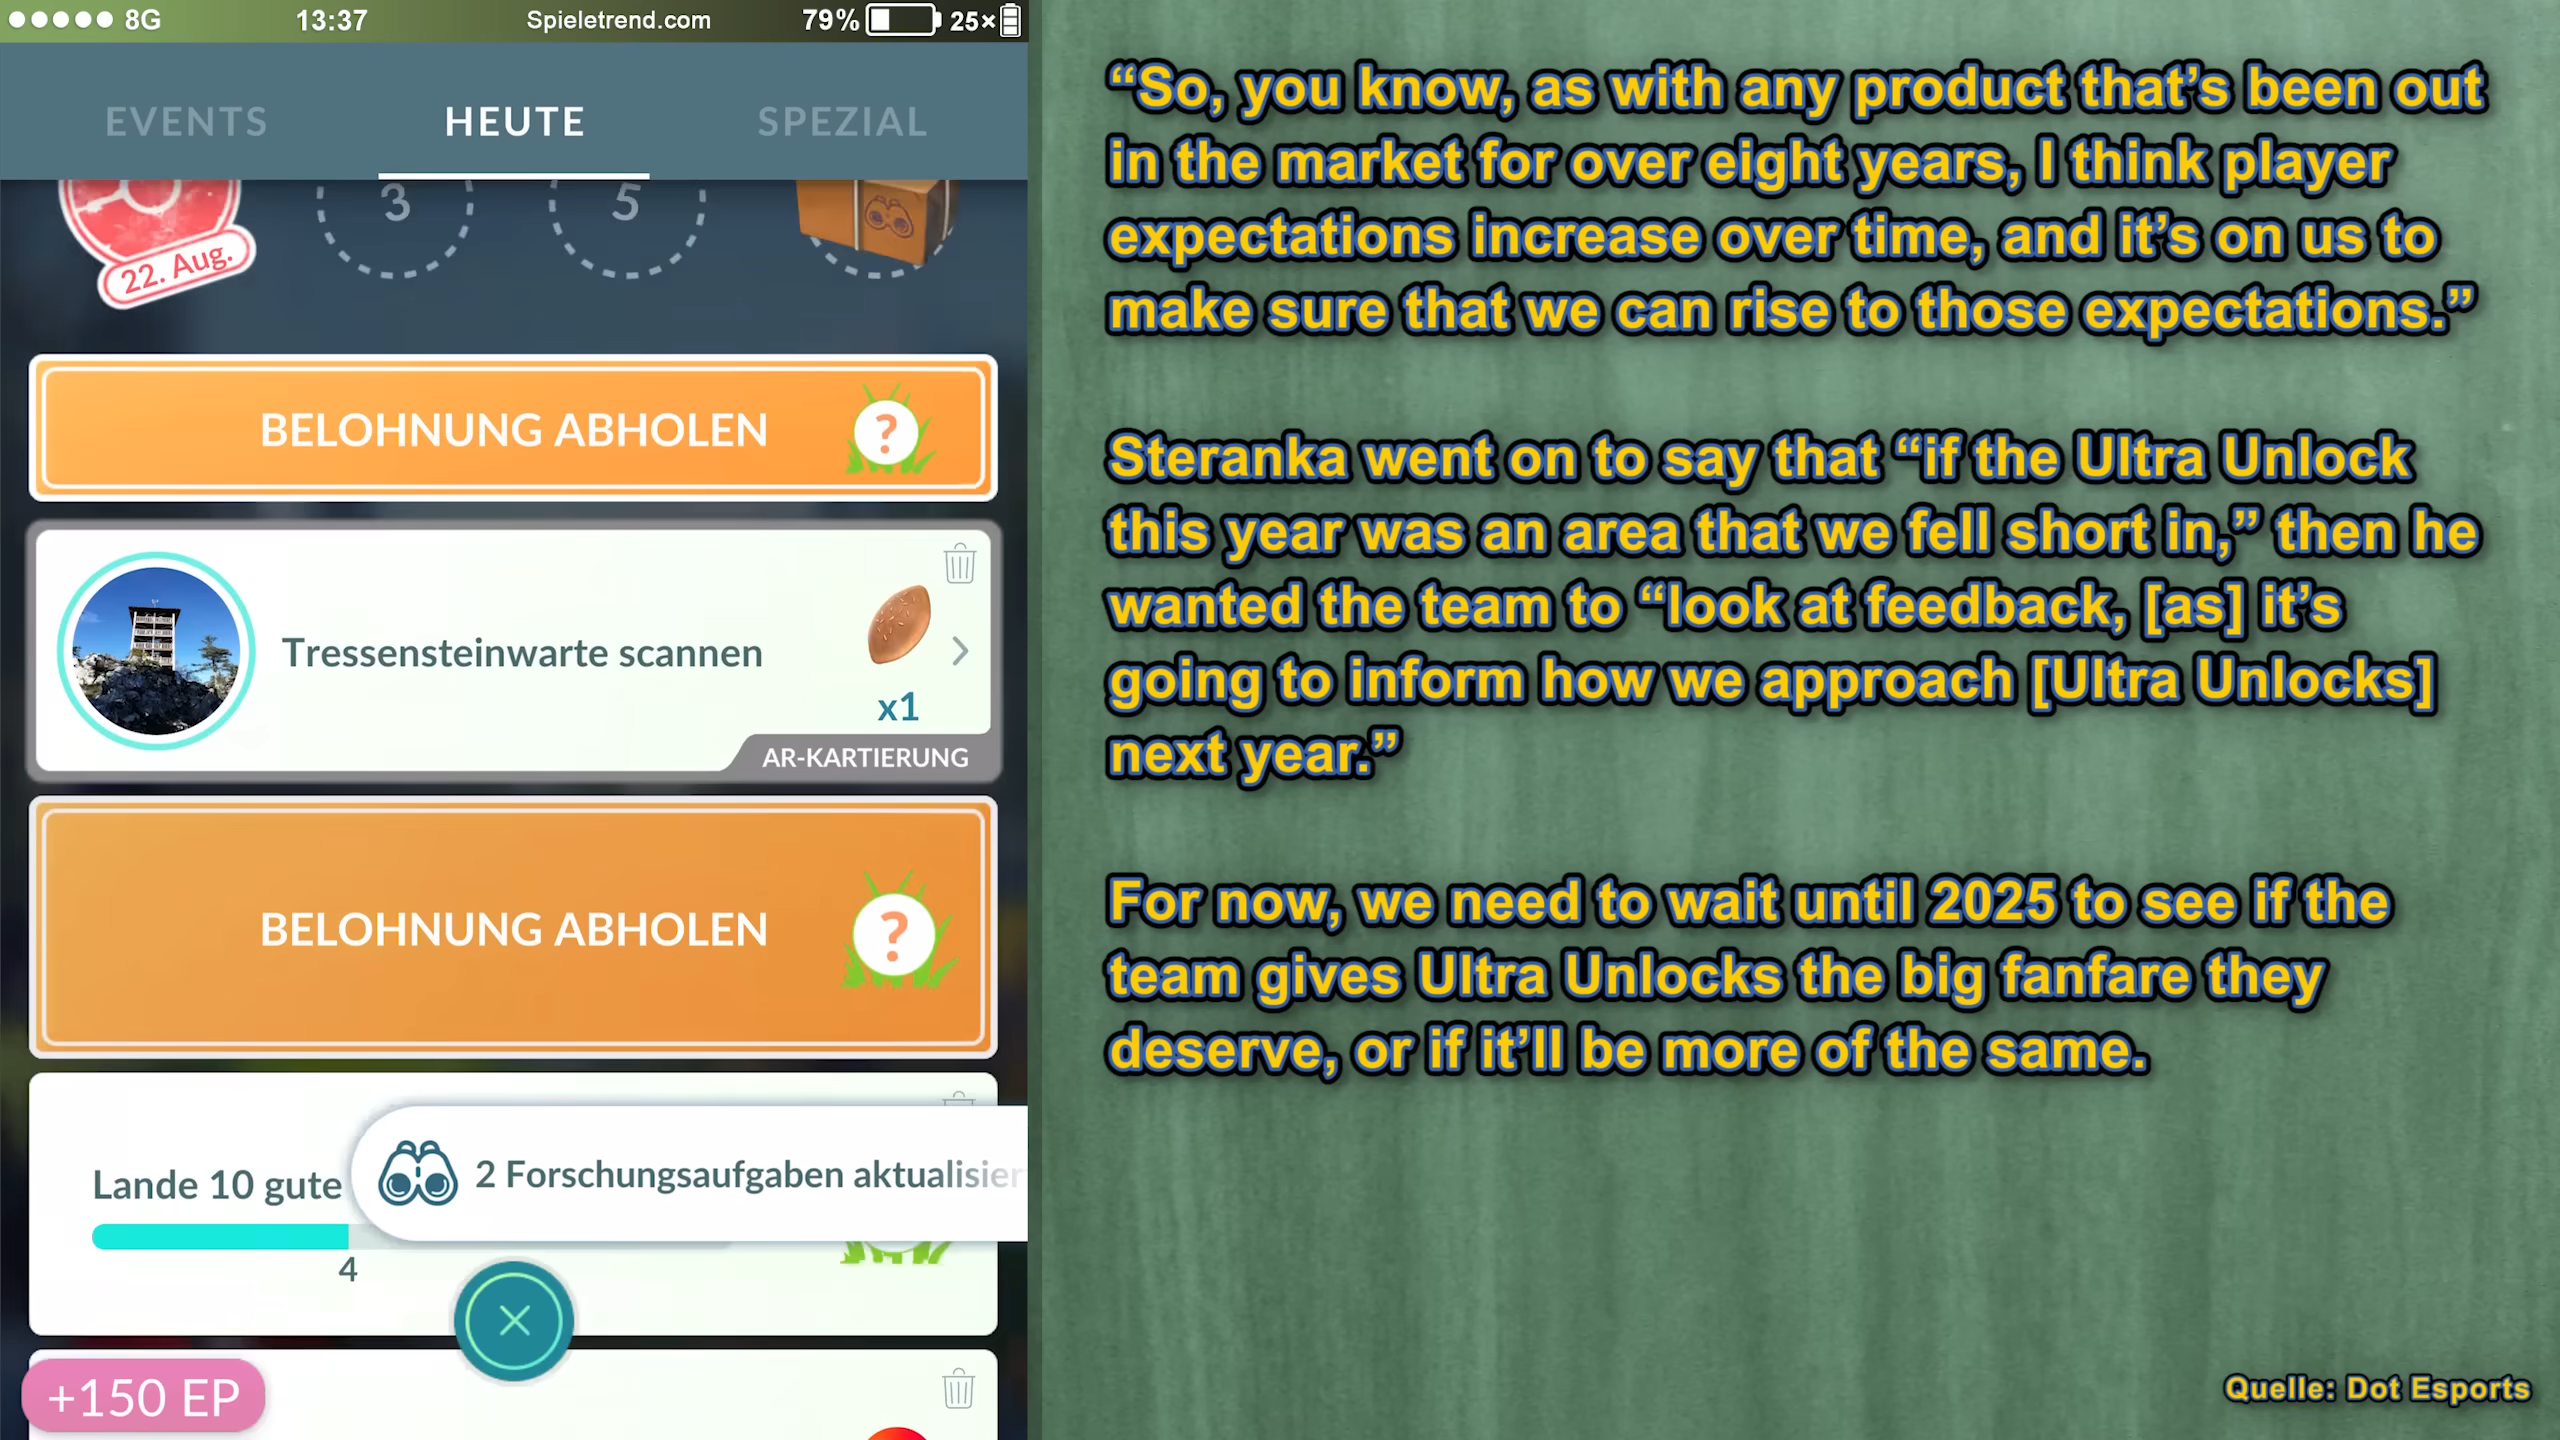 8G 13:37 Spieletrend.com 79% 25×
EVENTS HEUTE SPEZIAL
3 5
22. Aug.
BELOHNUNG ABHOLEN ?
Tressensteinwarte scannen
x1
AR-KARTIERUNG
BELOHNUNG ABHOLEN ?
Lande 10 gute
2 Forschungsaufgaben aktualisier
4
+150 EP
“So, you know, as with any product that’s been out
in the market for over eight years, I think player
expectations increase over time, and it’s on us to
make sure that we can rise to those expectations.”
Steranka went on to say that “if the Ultra Unlock
this year was an area that we fell short in,” then he
wanted the team to “look at feedback, [as] it’s
going to inform how we approach [Ultra Unlocks]
next year.”
For now, we need to wait until 2025 to see if the
team gives Ultra Unlocks the big fanfare they
deserve, or if it’ll be more of the same.
Quelle: Dot Esports